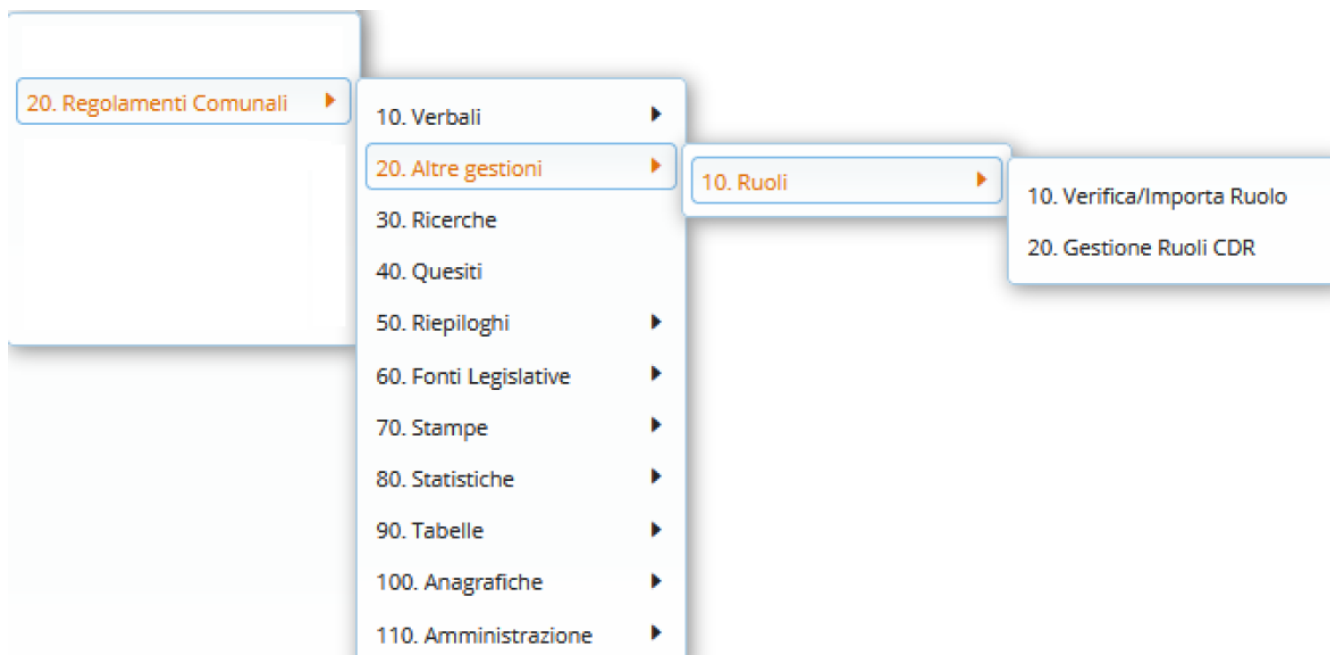 20. Regolamenti Comunali
10. Verbali
20. Altre gestioni
30. Ricerche
40. Quesiti
50. Riepiloghi
60. Fonti Legislative
70. Stampe
80. Statistiche
90. Tabelle
100. Anagrafiche
110. Amministrazione
10. Ruoli
10. Verifica/Importa Ruolo
20. Gestione Ruoli CDR